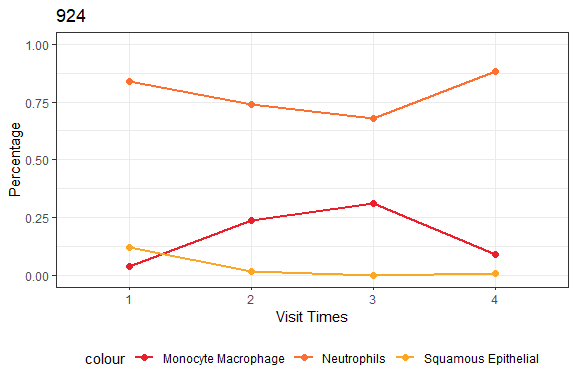 924
1.00
0.75
0.50
0.25
0.00
Percentage
1 2 3 4
Visit Times
colour Monocyte Macrophage Neutrophils Squamous Epithelial